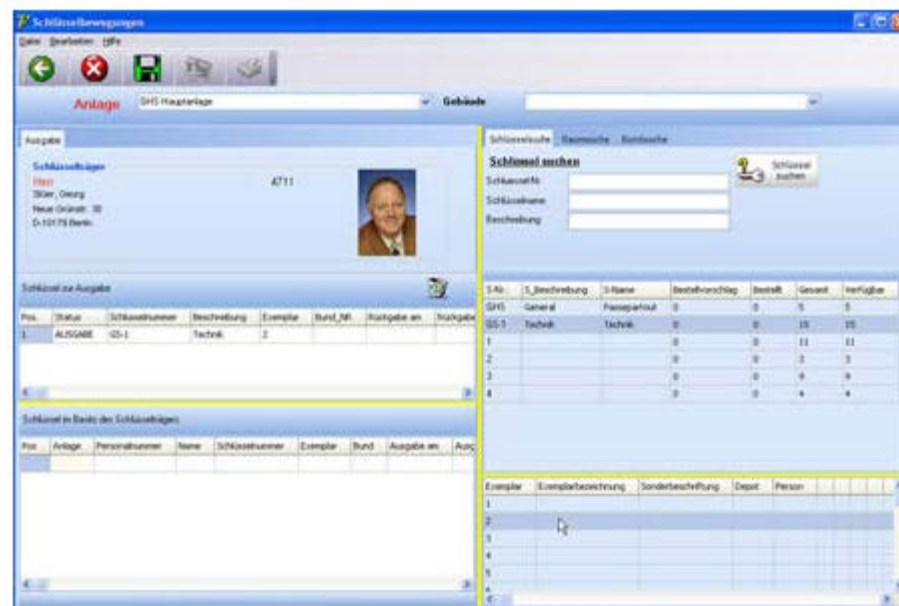 Schlüsselbewegungen
Datei Bearbeiten Hilfe
Anlage GHS Hauptanlage Gebäude
Ausgabe
Schlüsselträger
Herr 4711
, Georg
Neue Grünstr. 38
D-10179 Berlin
Schlüssel zur Ausgabe
Pos. Status Schlüsselnummer Beschreibung Exemplar Bund_NR Rückgabe am Rückgabe
1 AUSGABE GS-1 Technik 2
Schlüssel im Besitz des Schlüsselträgers
Pos Anlage Personalnummer Name Schlüsselnummer Exemplar Bund Ausgabe am Ausg
Schlüsselsuche Raumsuche Bundsuche
Schlüssel suchen
Schluessel Nr.
Schlüsselname
Beschreibung
Schlüssel suchen
S-Nr. S_Beschreibung S-Name Bestellvorschlag Bestellt Gesamt Verfügbar
GHS General Passepartout 0 0 5 5
GS-1 Technik Technik 0 0 15 15
1 0 0 11 11
2 0 0 3 3
3 0 0 9 9
4 0 0 4 4
Exemplar Exemplarbezeichnung Sonderbeschriftung Depot Person
1
2
3
4
5